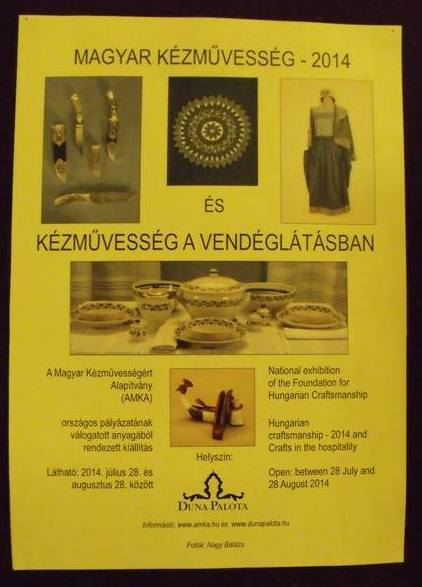 MAGYAR KÉZMŰVESSÉG - 2014
ÉS
KÉZMŰVESSÉG A VENDÉGLÁTÁSBAN
A Magyar Kézművességért
Alapítvány
(AMKA)
országos pályázatának
válogatott anyagából
rendezett kiállítás
Látható: 2014. július 28. és
augusztus 28. között
National exhibition
of the Foundation for
Hungarian Craftsmanship
Hungarian
craftsmanship - 2014 and
Crafts in the hospitality
Open: between 28 July and
28 August 2014
Helyszín:
DUNA PALOTA
Információ: www.amka.hu és www.dunapalota.hu
Fotók: Nagy Balázs